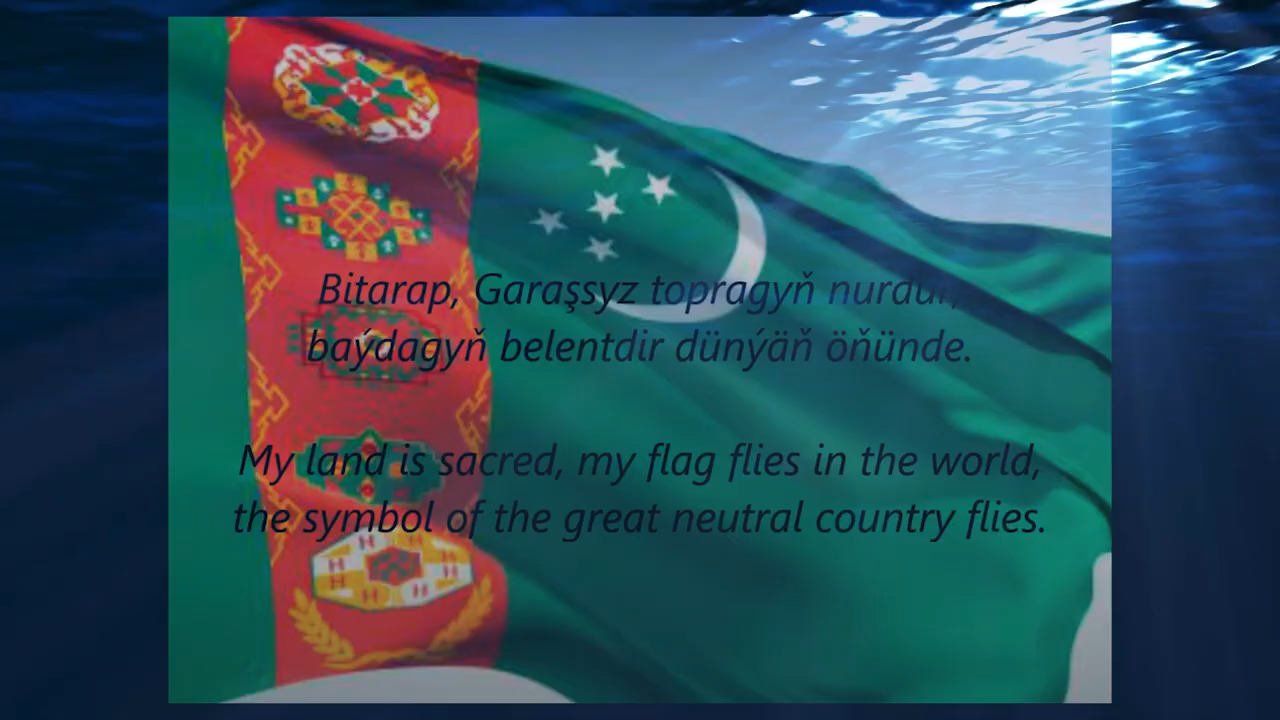 Bitarap, Garaşsyz topragyň nurdur,
baýdagyň belentdir dünýäň öňünde.
My land is sacred, my flag flies in the world,
the symbol of the great neutral country flies.